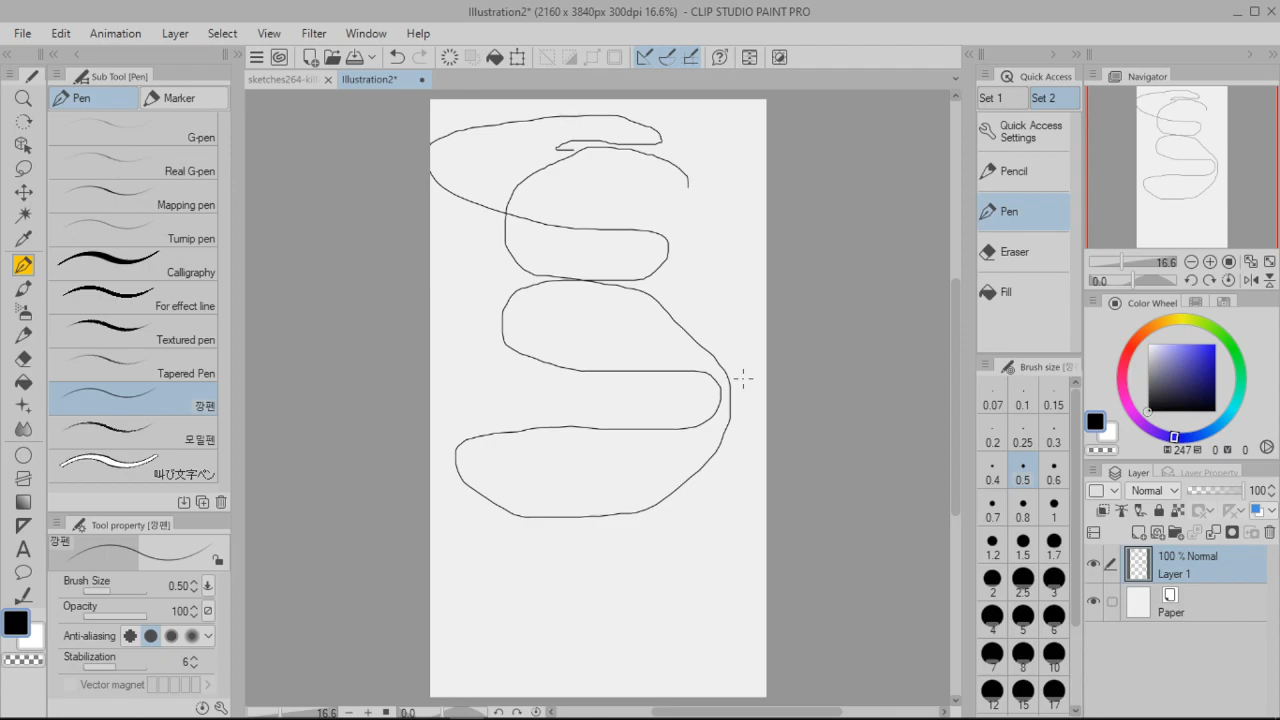 Illustration2* (2160 x 3840px 300dpi 16.6%) - CLIP STUDIO PAINT PRO
File Edit Animation Layer Select View Filter Window Help
Sub Tool [Pen]
sketches264-kill
Illustration2*
Quick Access
Navigator
Pen
Marker
Set 1
Set 2
G-pen
Real G-pen
Mapping pen
Turnip pen
Calligraphy
For effect line
Textured pen
Tapered Pen
깡펜
모밀펜
叫び文字ペン
Quick Access Settings
Pencil
Pen
Eraser
Fill
16.6
0.0
Color Wheel
Brush size
0.07 0.1 0.15
0.2 0.25 0.3
0.4 0.5 0.6
0.7 0.8 1
1.2 1.5 1.7
2 2.5 3
4 5 6
7 8 10
12 15 17
H 247 S 0 V 0
Layer
Layer Property
Normal
100
100 % Normal
Layer 1
Paper
Tool property [깡펜]
깡펜
Brush Size 0.50
Opacity 100
Anti-aliasing
Stabilization 6
Vector magnet
16.6
0.0